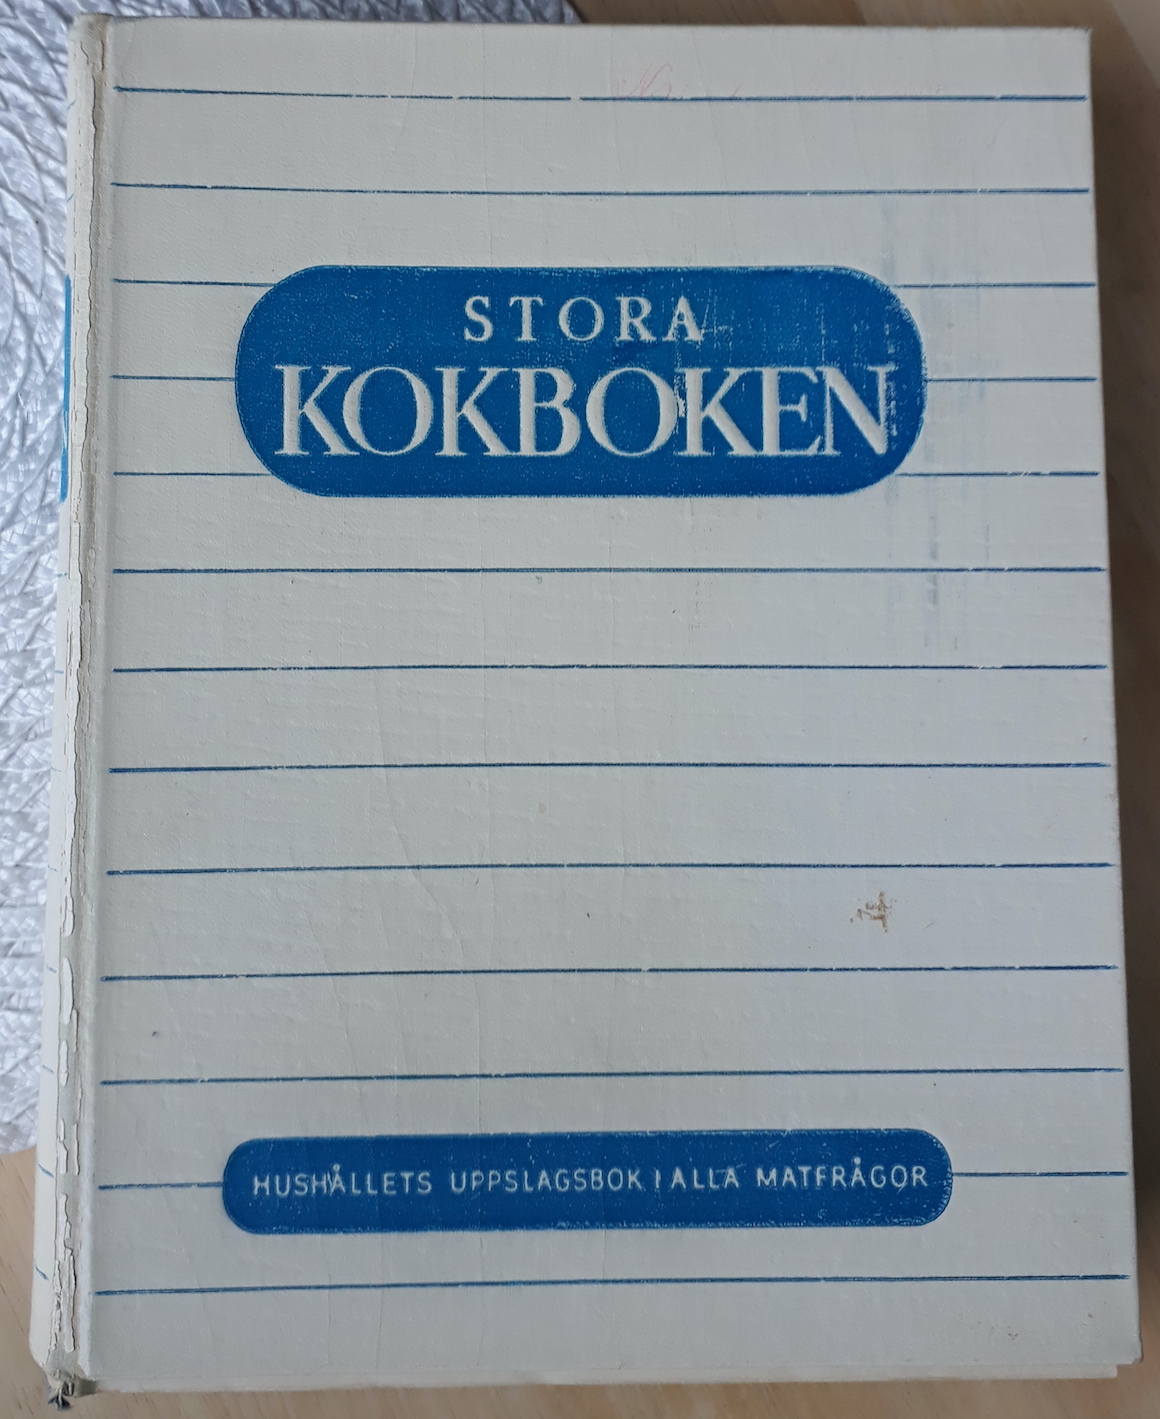 STORA
KOKBOKEN
HUSHÅLLETS UPPSLAGSBOK I ALLA MATFRÅGOR